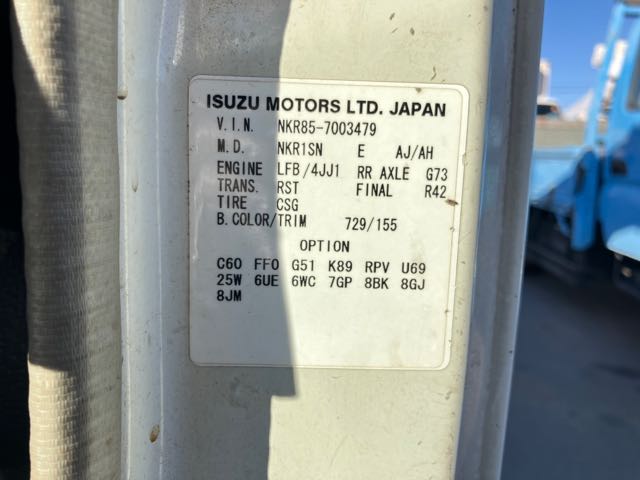 ISUZU MOTORS LTD. JAPAN
V.I.N. NKR85-7003479
M.D. NKR1SN E AJ/AH
ENGINE LFB/4JJ1 RR AXLE G73
TRANS. RST FINAL R42
TIRE CSG
B.COLOR/TRIM 729/155
OPTION
C60 FF0 G51 K89 RPV U69
25W 6UE 6WC 7GP 8BK 8GJ
8JM